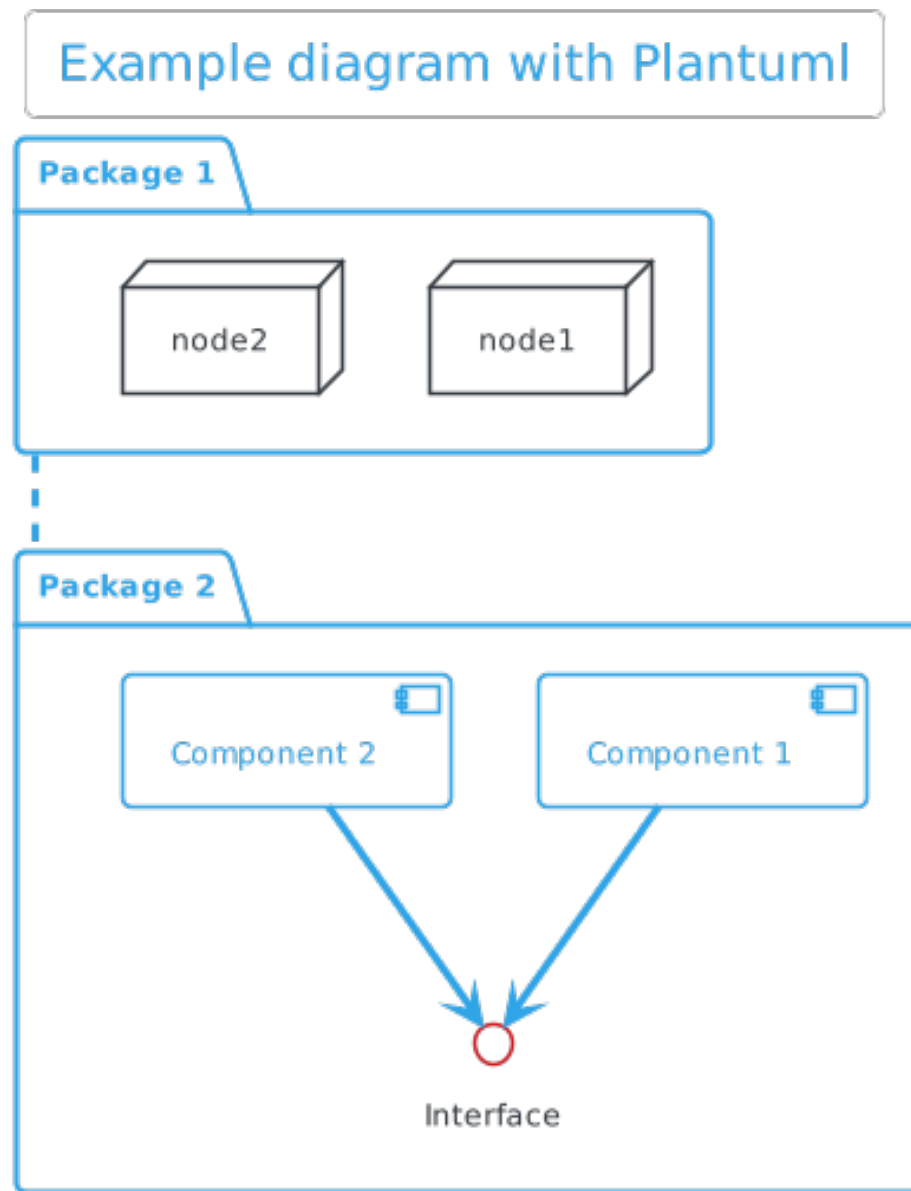 Example diagram with Plantuml
Package 1
node2
node1
Package 2
Component 2
Component 1
Interface